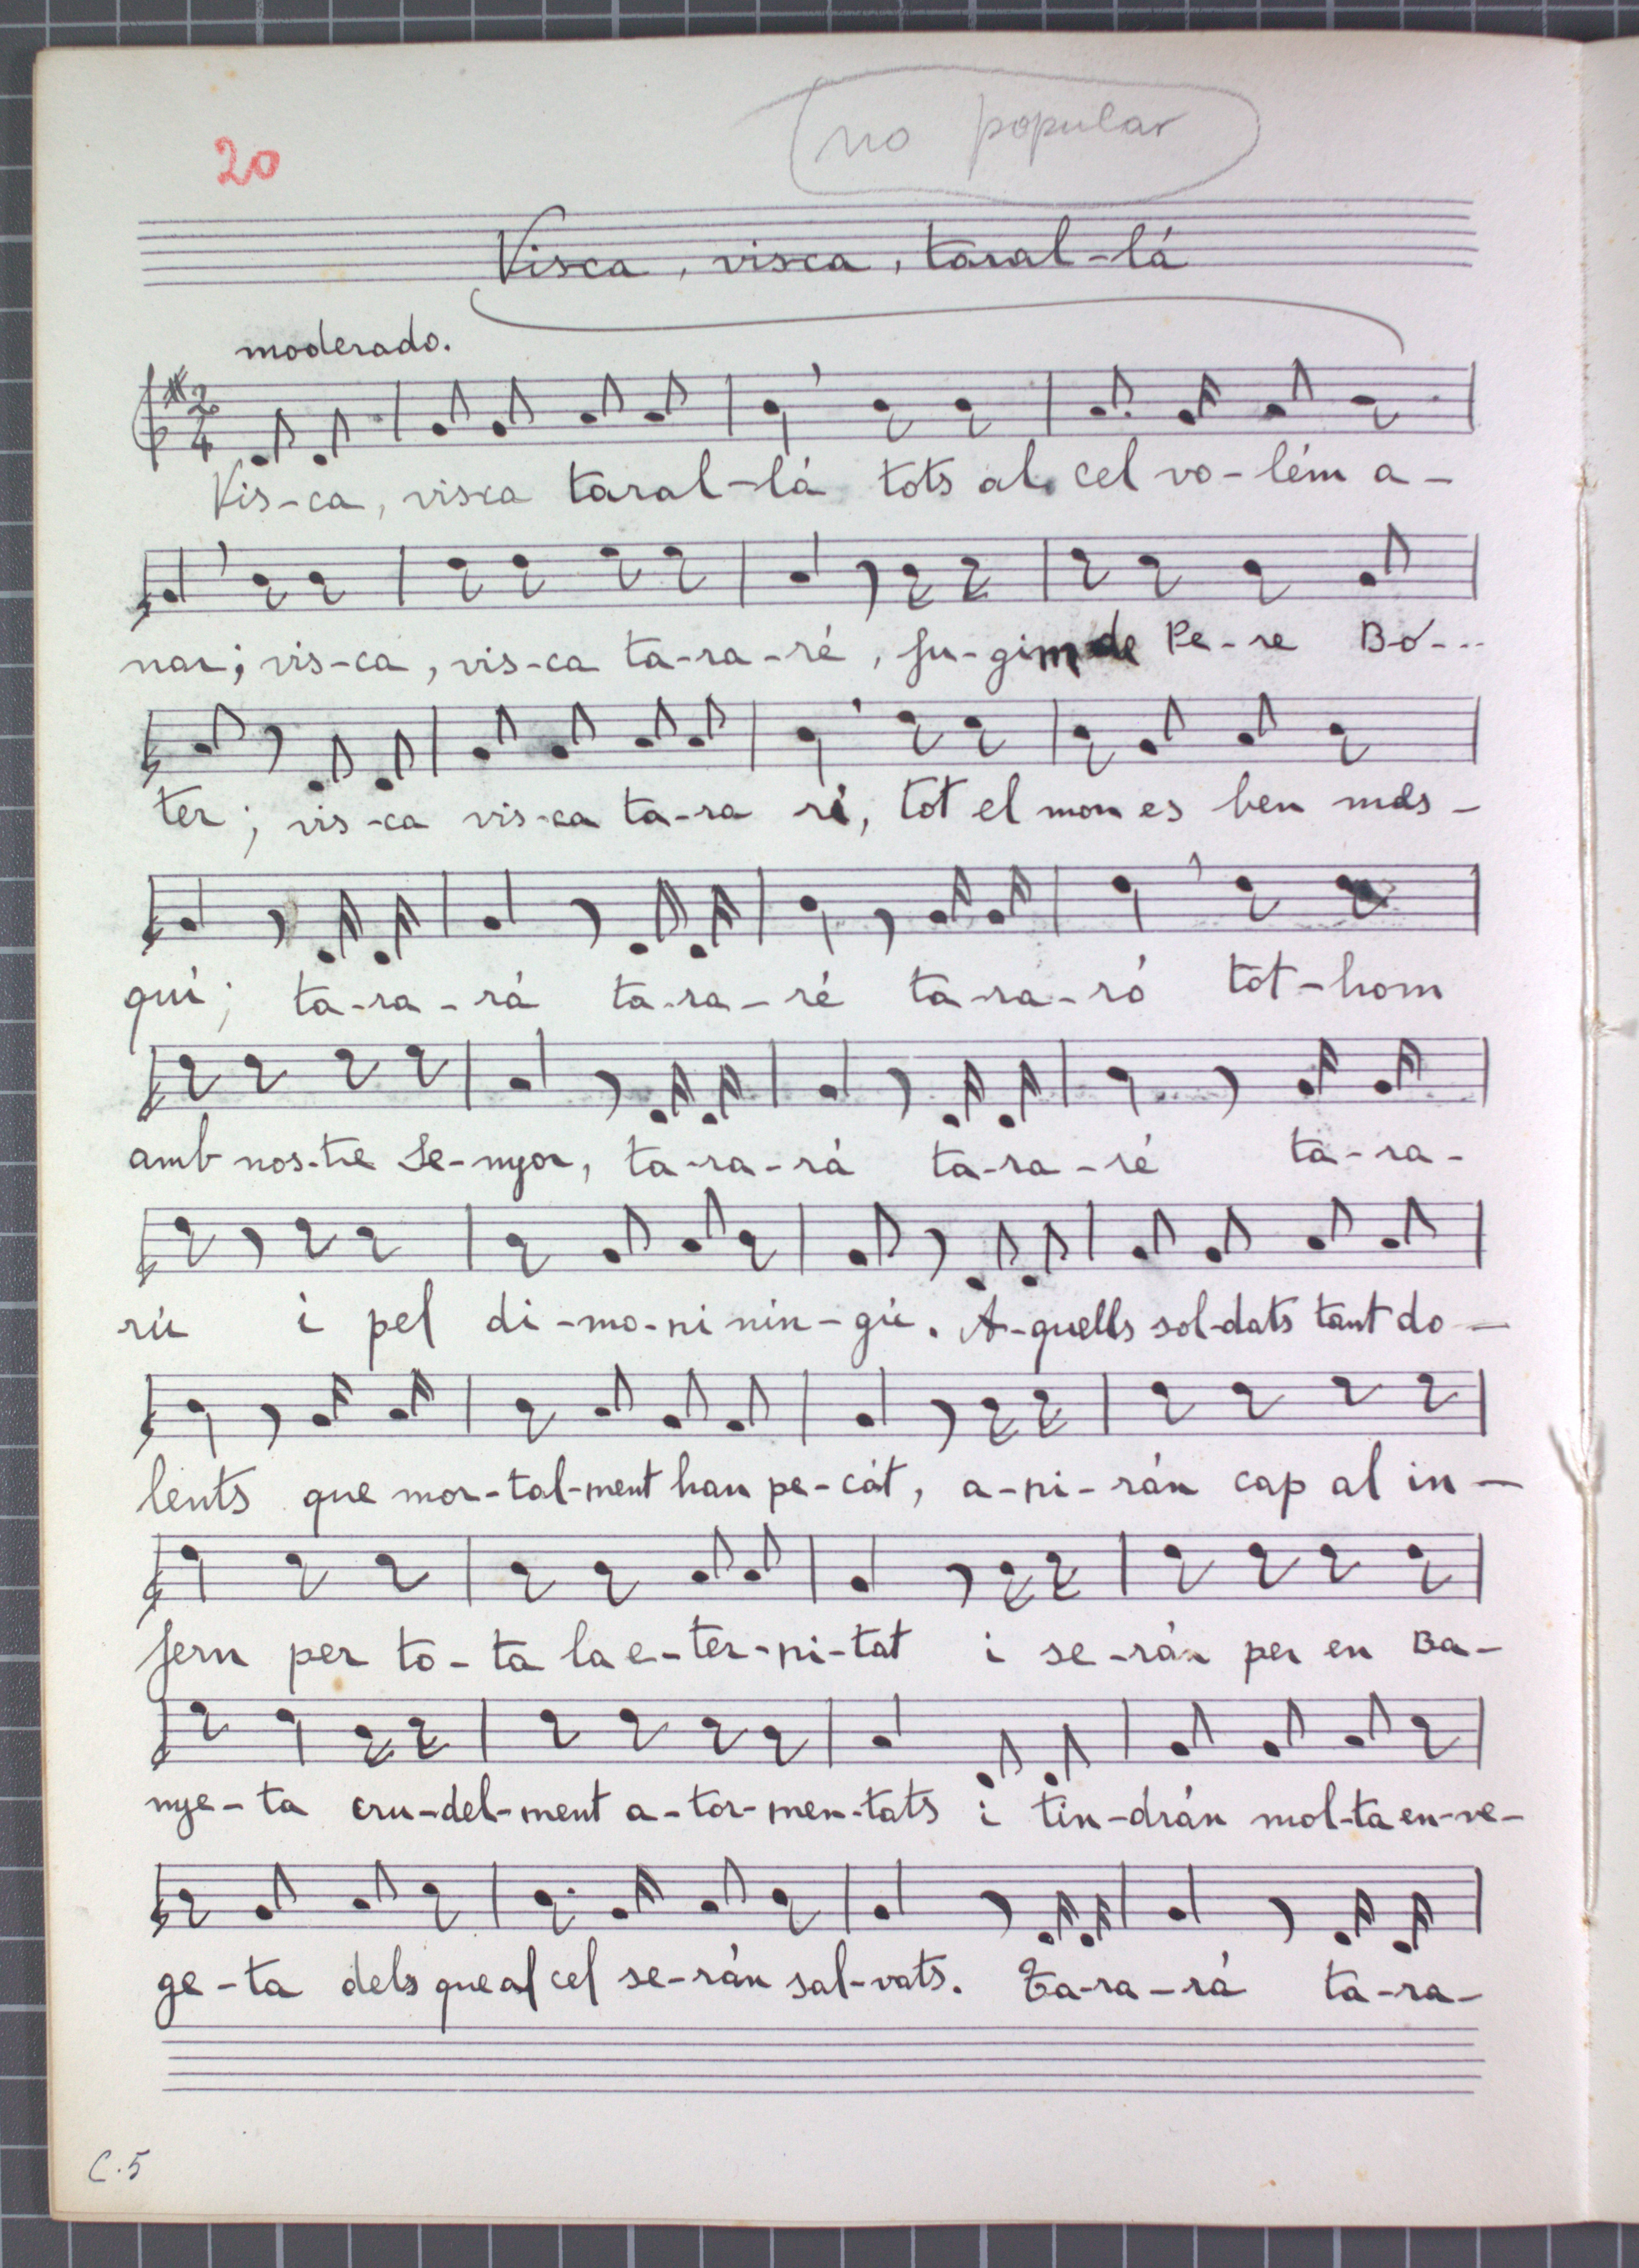 no popular
20
Visca, visca, taral-lá
moderado.
2
4
Vis-ca, visca taral-lá tots al cel vo-lém a-
nar; vis-ca, vis-ca ta-ra-ré, fu-gim de Pe-re Bo-...
ter; vis-ca vis-ca ta-ra rí, tot el mon es ben mes-
quí; ta-ra-rá ta-ra-ré ta-ra-ró tot-hom
amb nos-tre Se-nyor, ta-ra-rá ta-ra-ré ta-ra-
rú i pel di-mo-ni nin-gú. A-quells sol-dats tant do-
lents que mor-tal-ment han pe-cát, a-ni-rán cap al in-
fern per to-ta la e-ter-ni-tat i se-rán per en Ba-
nye-ta cru-del-ment a-tor-men-tats i tin-drán mol-ta en-ve-
ge-ta dels que al cel se-rán sal-vats. Ta-ra-rá ta-ra-
C.5